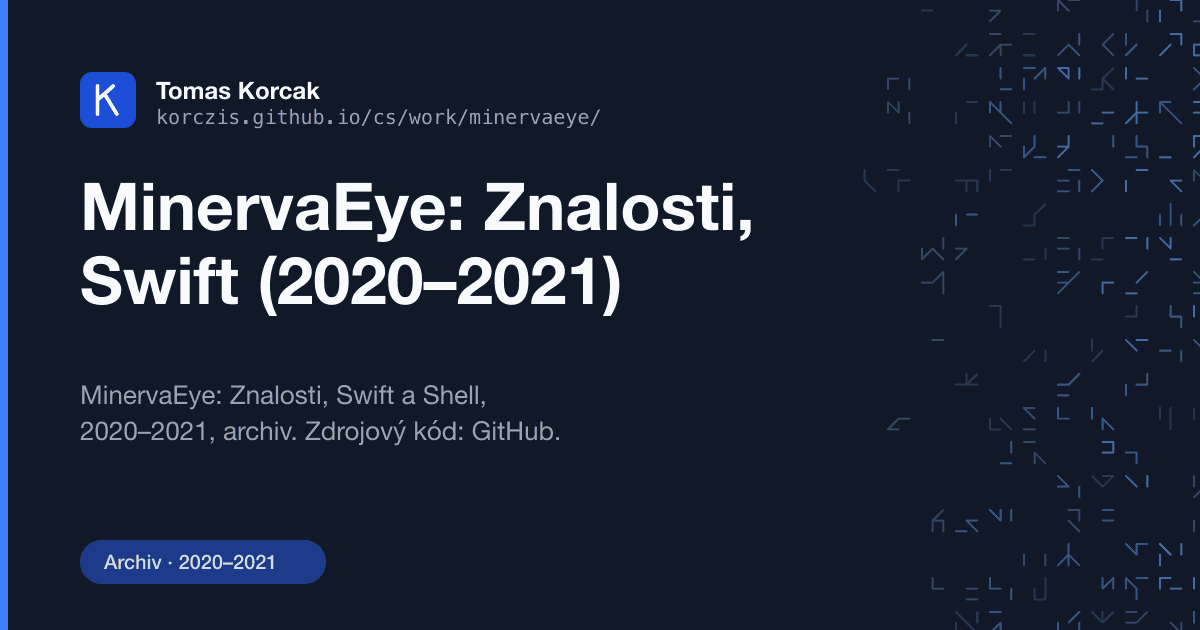 K
Tomas Korcak
korczis.github.io/cs/work/minervaeye/
MinervaEye: Znalosti,
Swift (2020–2021)
MinervaEye: Znalosti, Swift a Shell,
2020–2021, archiv. Zdrojový kód: GitHub.
Archiv · 2020–2021